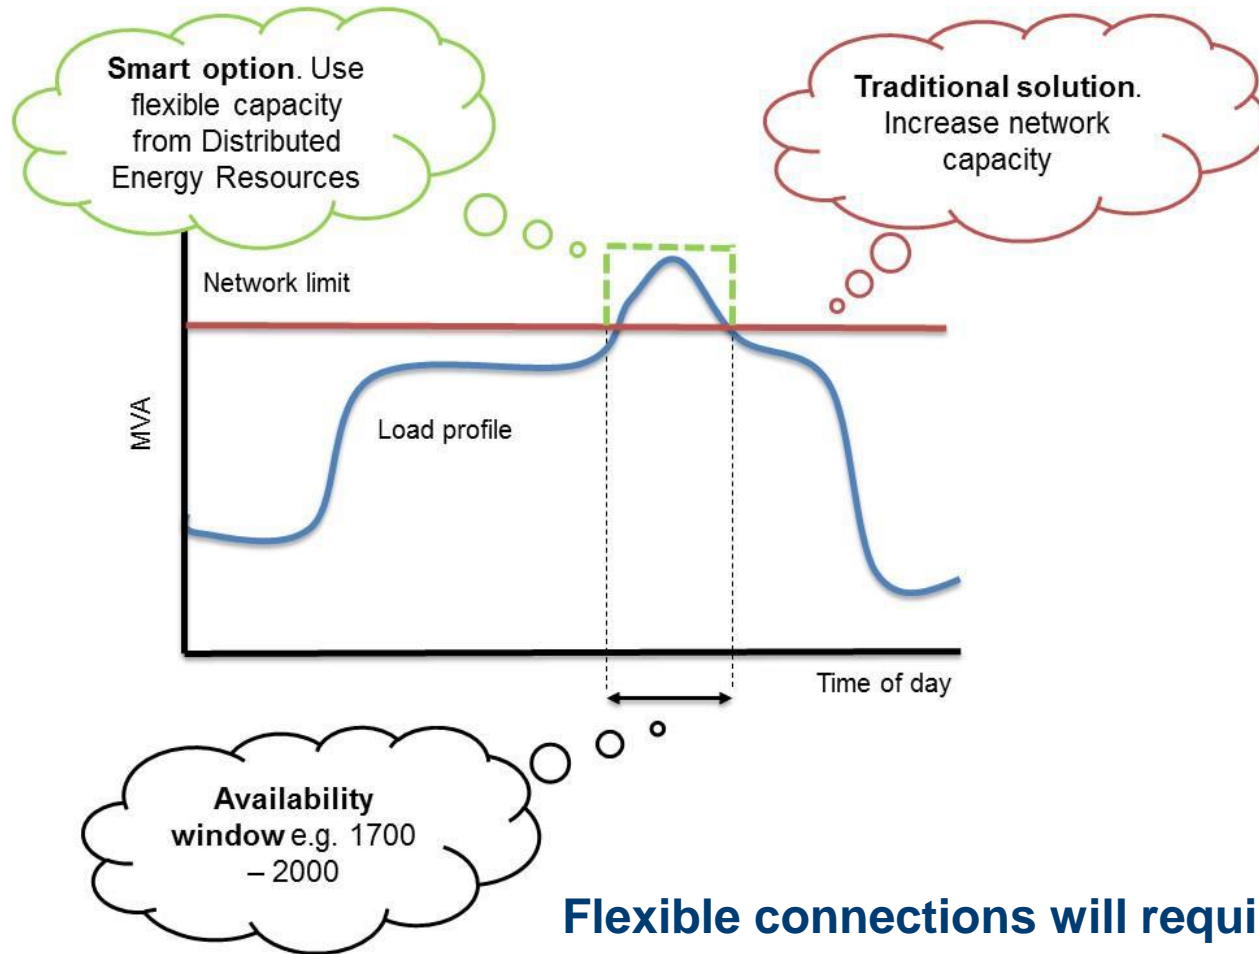 Smart option. Use
flexible capacity
from Distributed
Energy Resources
Traditional solution.
Increase network
capacity
Network limit
MVA
Load profile
Time of day
Availability
window e.g. 1700
– 2000
Flexible connections will